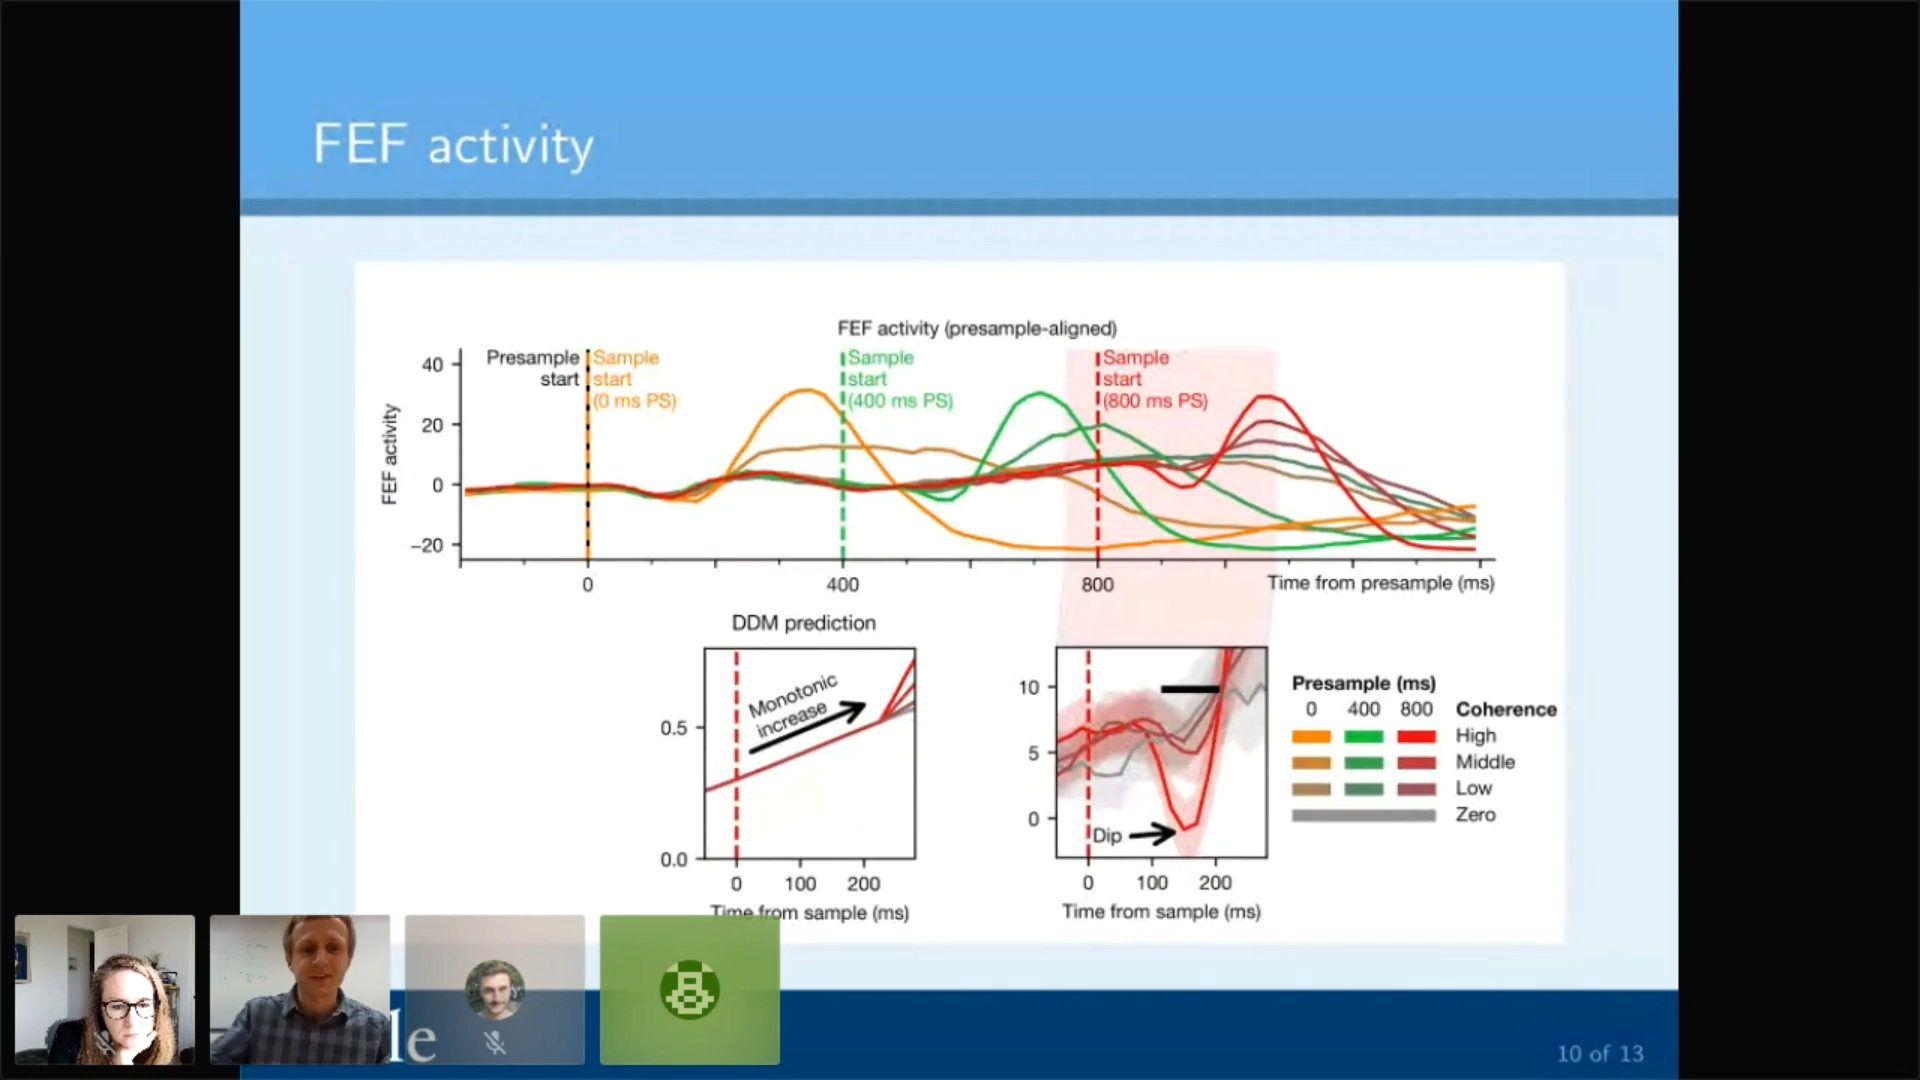 FEF activity
FEF activity (presample-aligned)
Presample
start
Sample
start
(0 ms PS)
Sample
start
(400 ms PS)
Sample
start
(800 ms PS)
FEF activity
40
20
0
−20
0
400
800
Time from presample (ms)
DDM prediction
Monotonic
increase
0.5
0.0
0
100
200
Time from sample (ms)
10
5
0
Dip
0
100
200
Time from sample (ms)
Presample (ms)
0
400
800
Coherence
High
Middle
Low
Zero
le
10 of 13